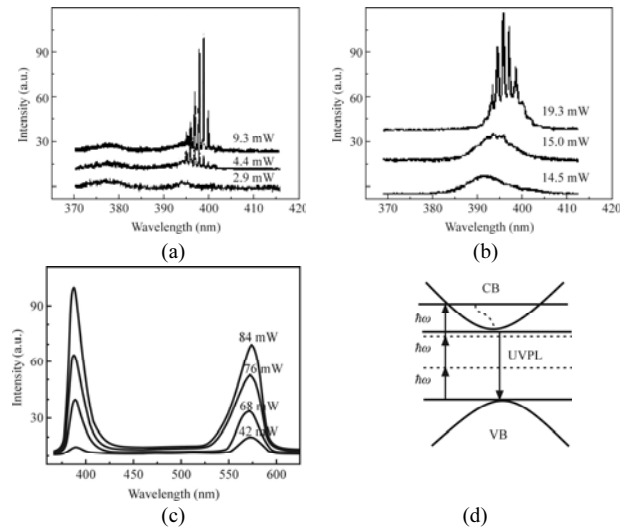 90
60
30
Intensity (a.u.)
9.3 mW
4.4 mW
2.9 mW
370 380 390 400 410 420
Wavelength (nm)
(a)
90
60
30
Intensity (a.u.)
19.3 mW
15.0 mW
14.5 mW
380 390 400 410 420
Wavelength (nm)
(b)
90
60
30
Intensity (a.u.)
84 mW
76 mW
68 mW
42 mW
400 450 500 550 600
Wavelength (nm)
(c)
CB
ħω
ħω
UVPL
ħω
VB
(d)